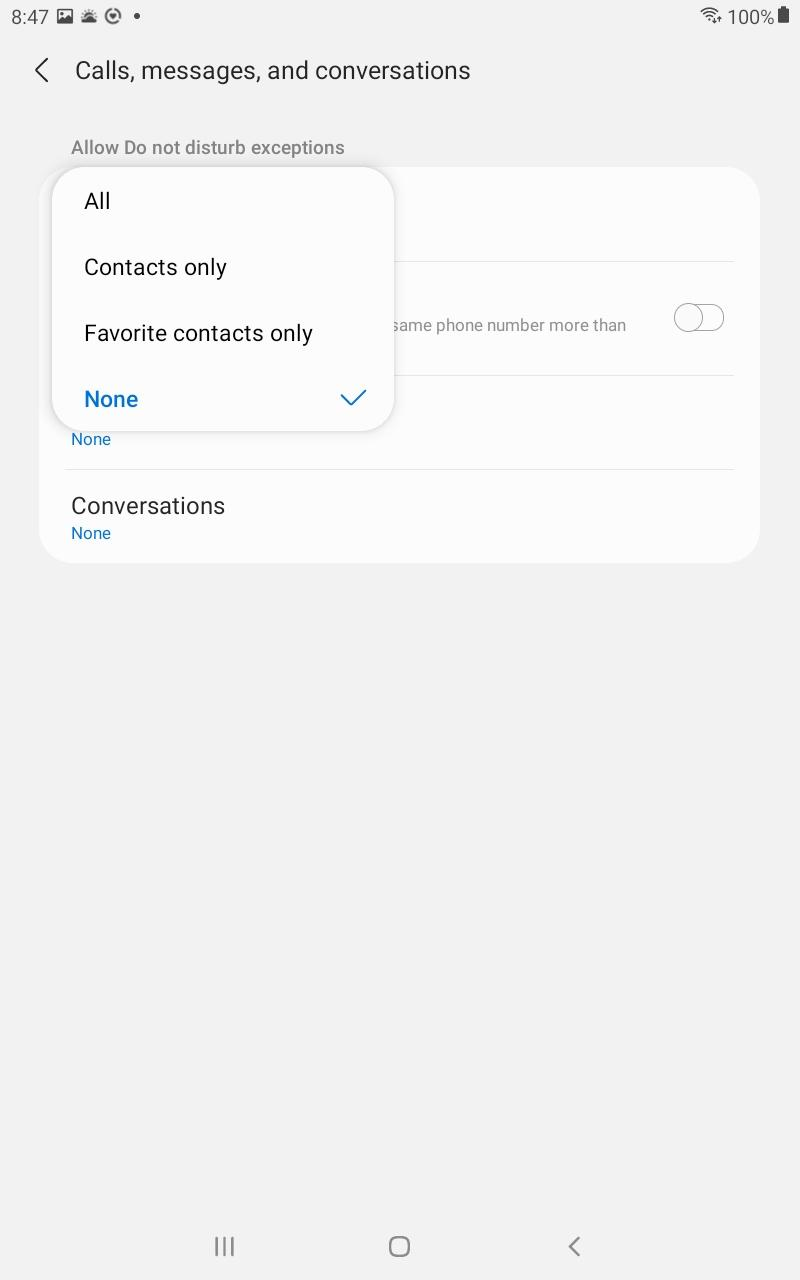 8:47
100%
Calls, messages, and conversations
Allow Do not disturb exceptions
All
Contacts only
Favorite contacts only
None
same phone number more than
None
Conversations
None